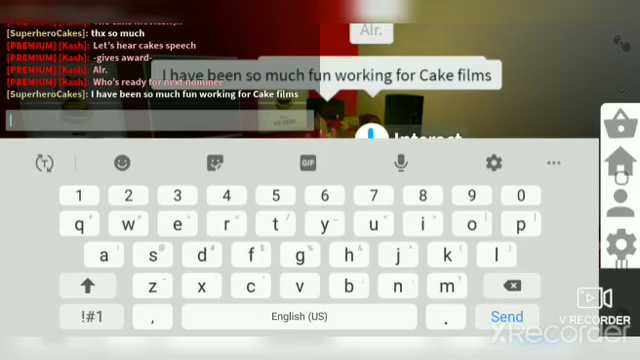 [SuperheroCakes]: thx so much
[PREMIUM] [Kash]: Let's hear cakes speech
[PREMIUM] [Kash]: -gives award-
[PREMIUM] [Kash]: Alr.
[PREMIUM] [Kash]: Who's ready for next nominee
[SuperheroCakes]: I have been so much fun working for Cake films
Alr.
I have been so much fun working for Cake films
Interact
GIF
1 2 3 4 5 6 7 8 9 0
q w e r t y u i o p
a s d f g h j k l
z x c v b n m
!#1 , English (US) . Send
V RECORDER
XRecorder